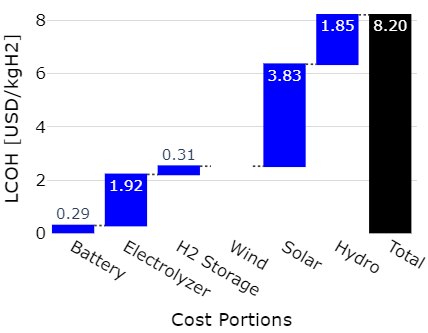 LCOH [USD/kgH2]
8
6
4
2
0
0.29
1.92
0.31
3.83
1.85
8.20
Battery
Electrolyzer
H2 Storage
Wind
Solar
Hydro
Total
Cost Portions